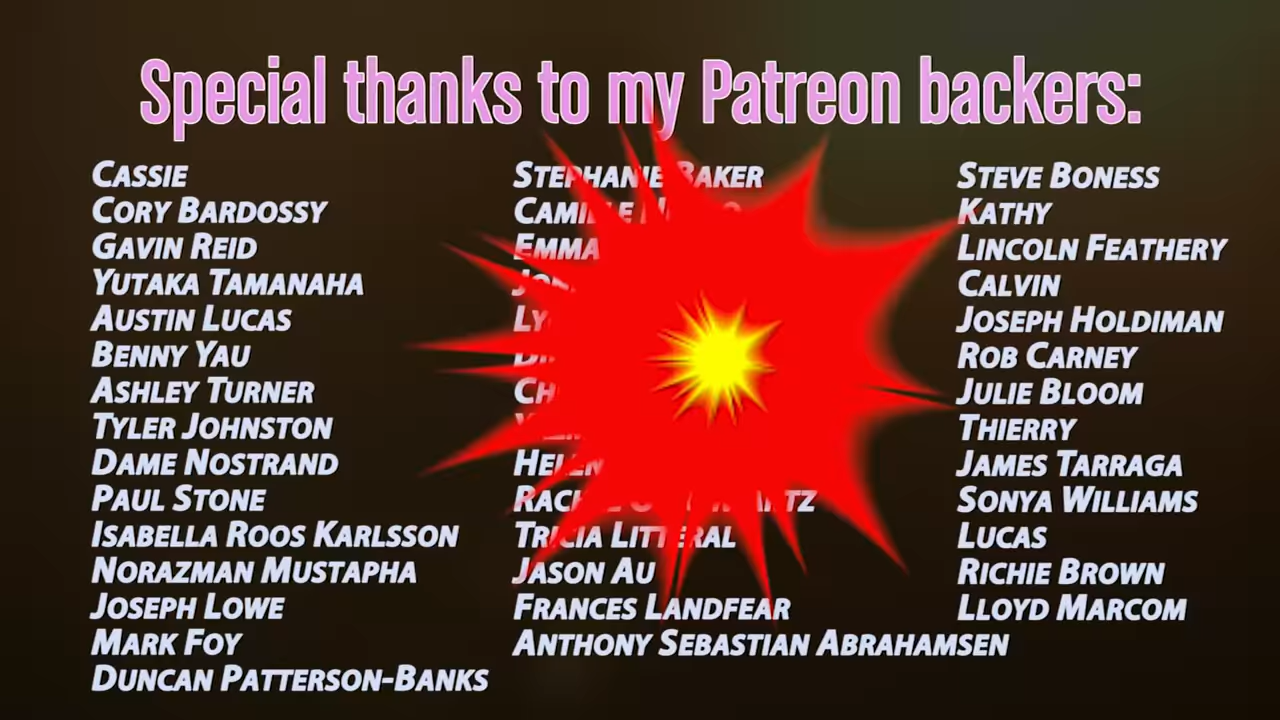 Special thanks to my Patreon backers:
CASSIE
CORY BARDOSSY
GAVIN REID
YUTAKA TAMANAHA
AUSTIN LUCAS
BENNY YAU
ASHLEY TURNER
TYLER JOHNSTON
DAME NOSTRAND
PAUL STONE
ISABELLA ROOS KARLSSON
NORAZMAN MUSTAPHA
JOSEPH LOWE
MARK FOY
DUNCAN PATTERSON-BANKS
STEPHANIE BAKER
EMMA
HELEN
TRICIA LITTERAL
JASON AU
FRANCES LANDFEAR
ANTHONY SEBASTIAN ABRAHAMSEN
STEVE BONESS
KATHY
LINCOLN FEATHERY
CALVIN
JOSEPH HOLDIMAN
ROB CARNEY
JULIE BLOOM
THIERRY
JAMES TARRAGA
SONYA WILLIAMS
LUCAS
RICHIE BROWN
LLOYD MARCOM